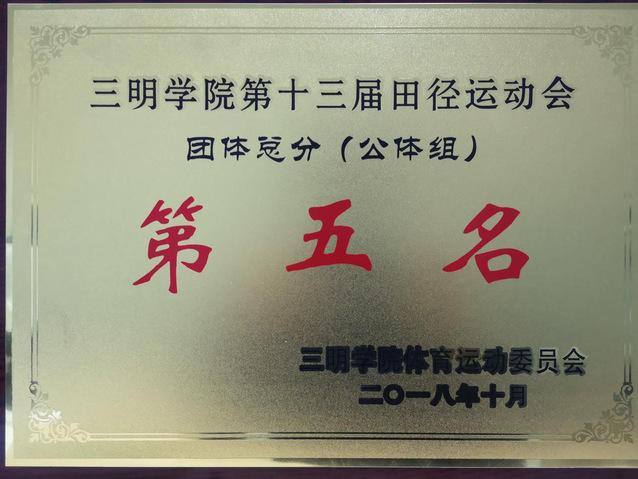 三明学院第十三届田径运动会
团体总分（公体组）
第五名
三明学院体育运动委员会
二〇一八年十月